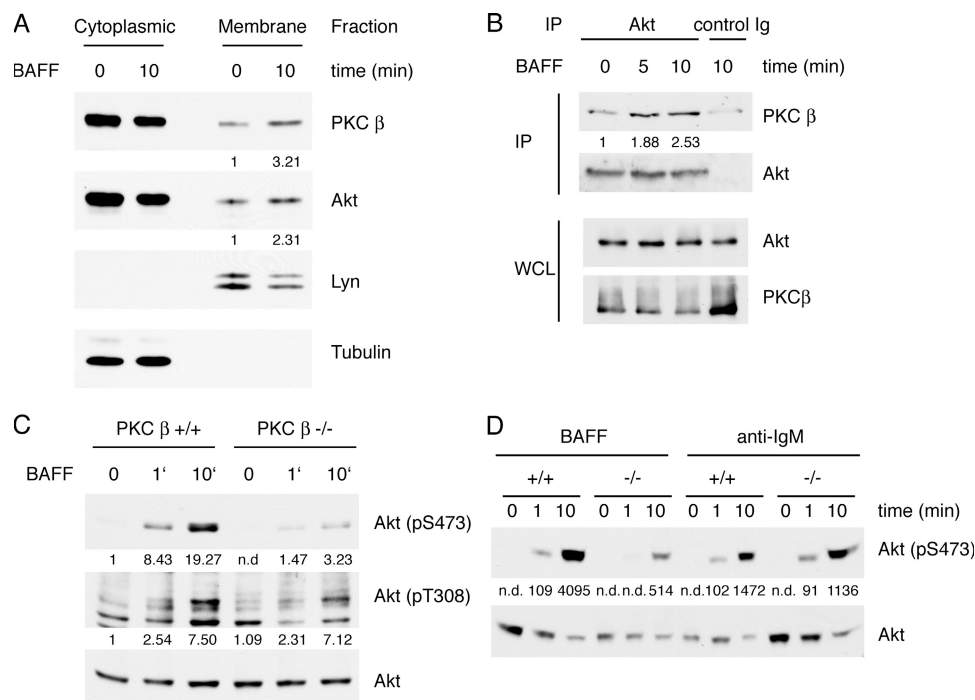 A
Cytoplasmic Membrane Fraction
BAFF 0 10 0 10 time (min)
PKC β
1 3.21
Akt
1 2.31
Lyn
Tubulin
B
IP Akt control Ig
BAFF 0 5 10 10 time (min)
IP
PKC β
1 1.88 2.53
Akt
WCL
Akt
PKCβ
C
PKC β +/+ PKC β -/-
BAFF 0 1‘ 10‘ 0 1‘ 10‘
Akt (pS473)
1 8.43 19.27 n.d 1.47 3.23
Akt (pT308)
1 2.54 7.50 1.09 2.31 7.12
Akt
D
BAFF anti-IgM
+/+ -/- +/+ -/-
0 1 10 0 1 10 0 1 10 0 1 10 time (min)
Akt (pS473)
n.d. 109 4095 n.d. n.d. 514 n.d. 102 1472 n.d. 91 1136
Akt